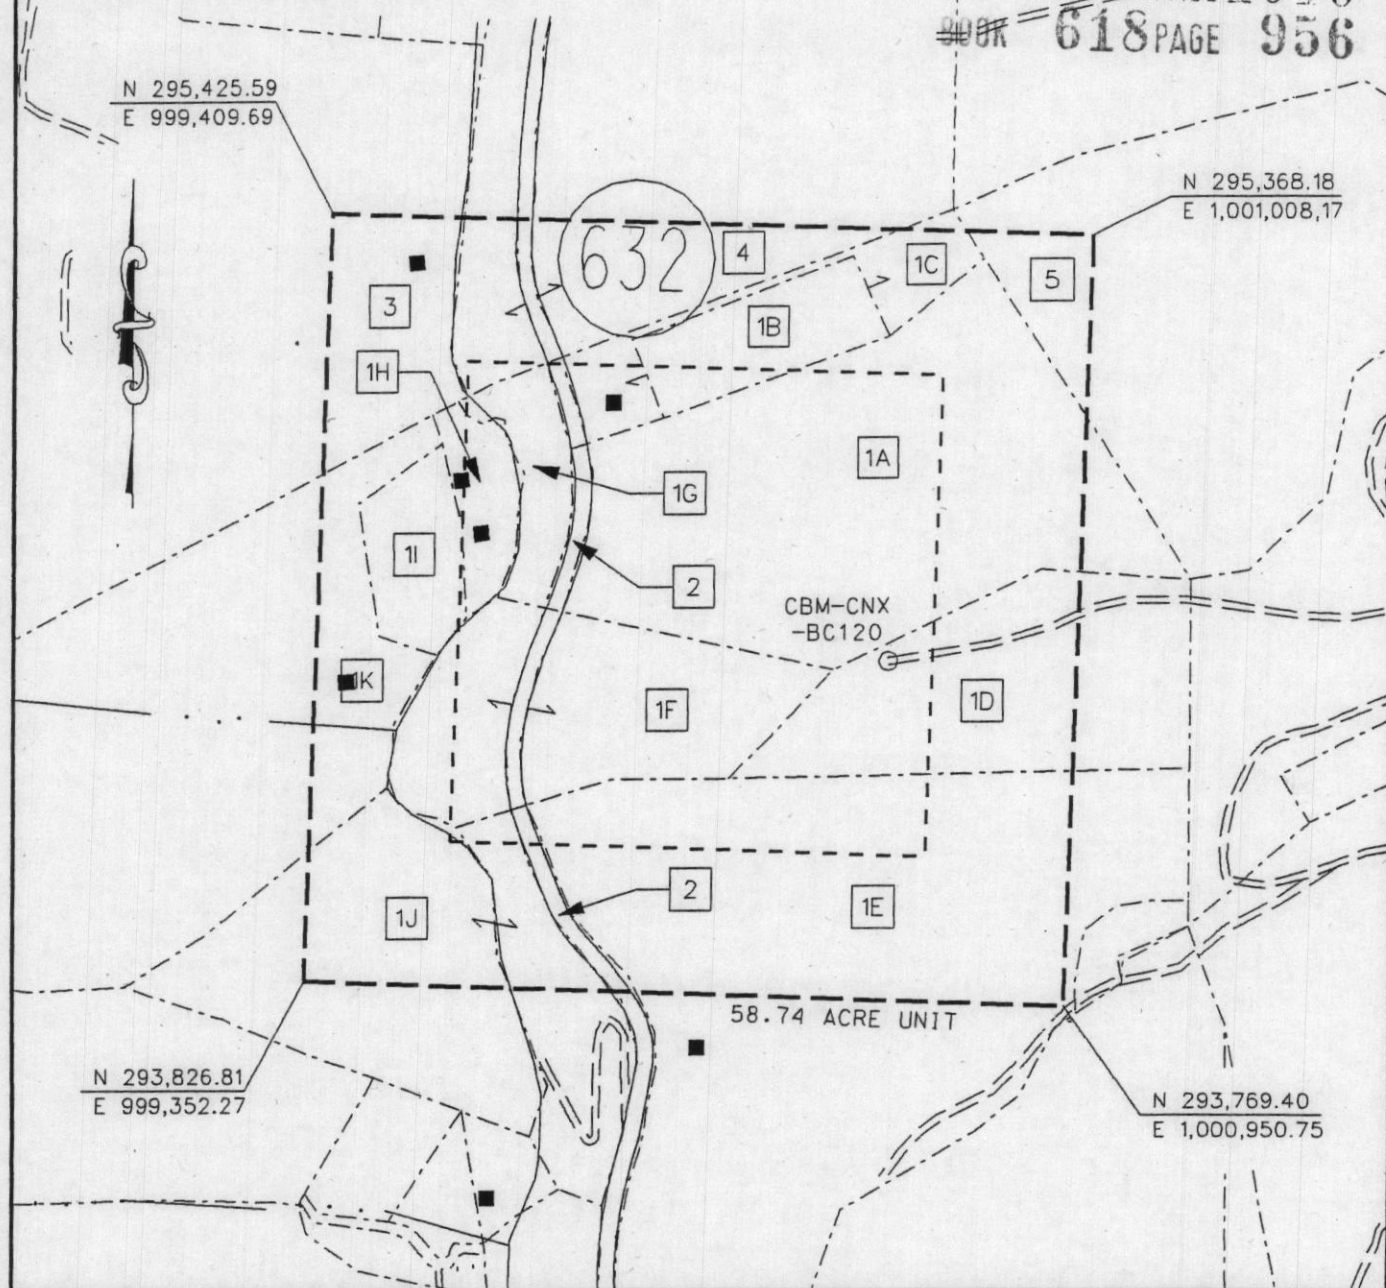 BOOK 618 PAGE 956
N 295,425.59
E 999,409.69
N 295,368.18
E 1,001,008,17
632
4
1C
5
3
1B
1H
1A
1G
1I
2
CBM-CNX
-BC120
1K
1F
1D
2
1J
1E
58.74 ACRE UNIT
N 293,826.81
E 999,352.27
N 293,769.40
E 1,000,950.75